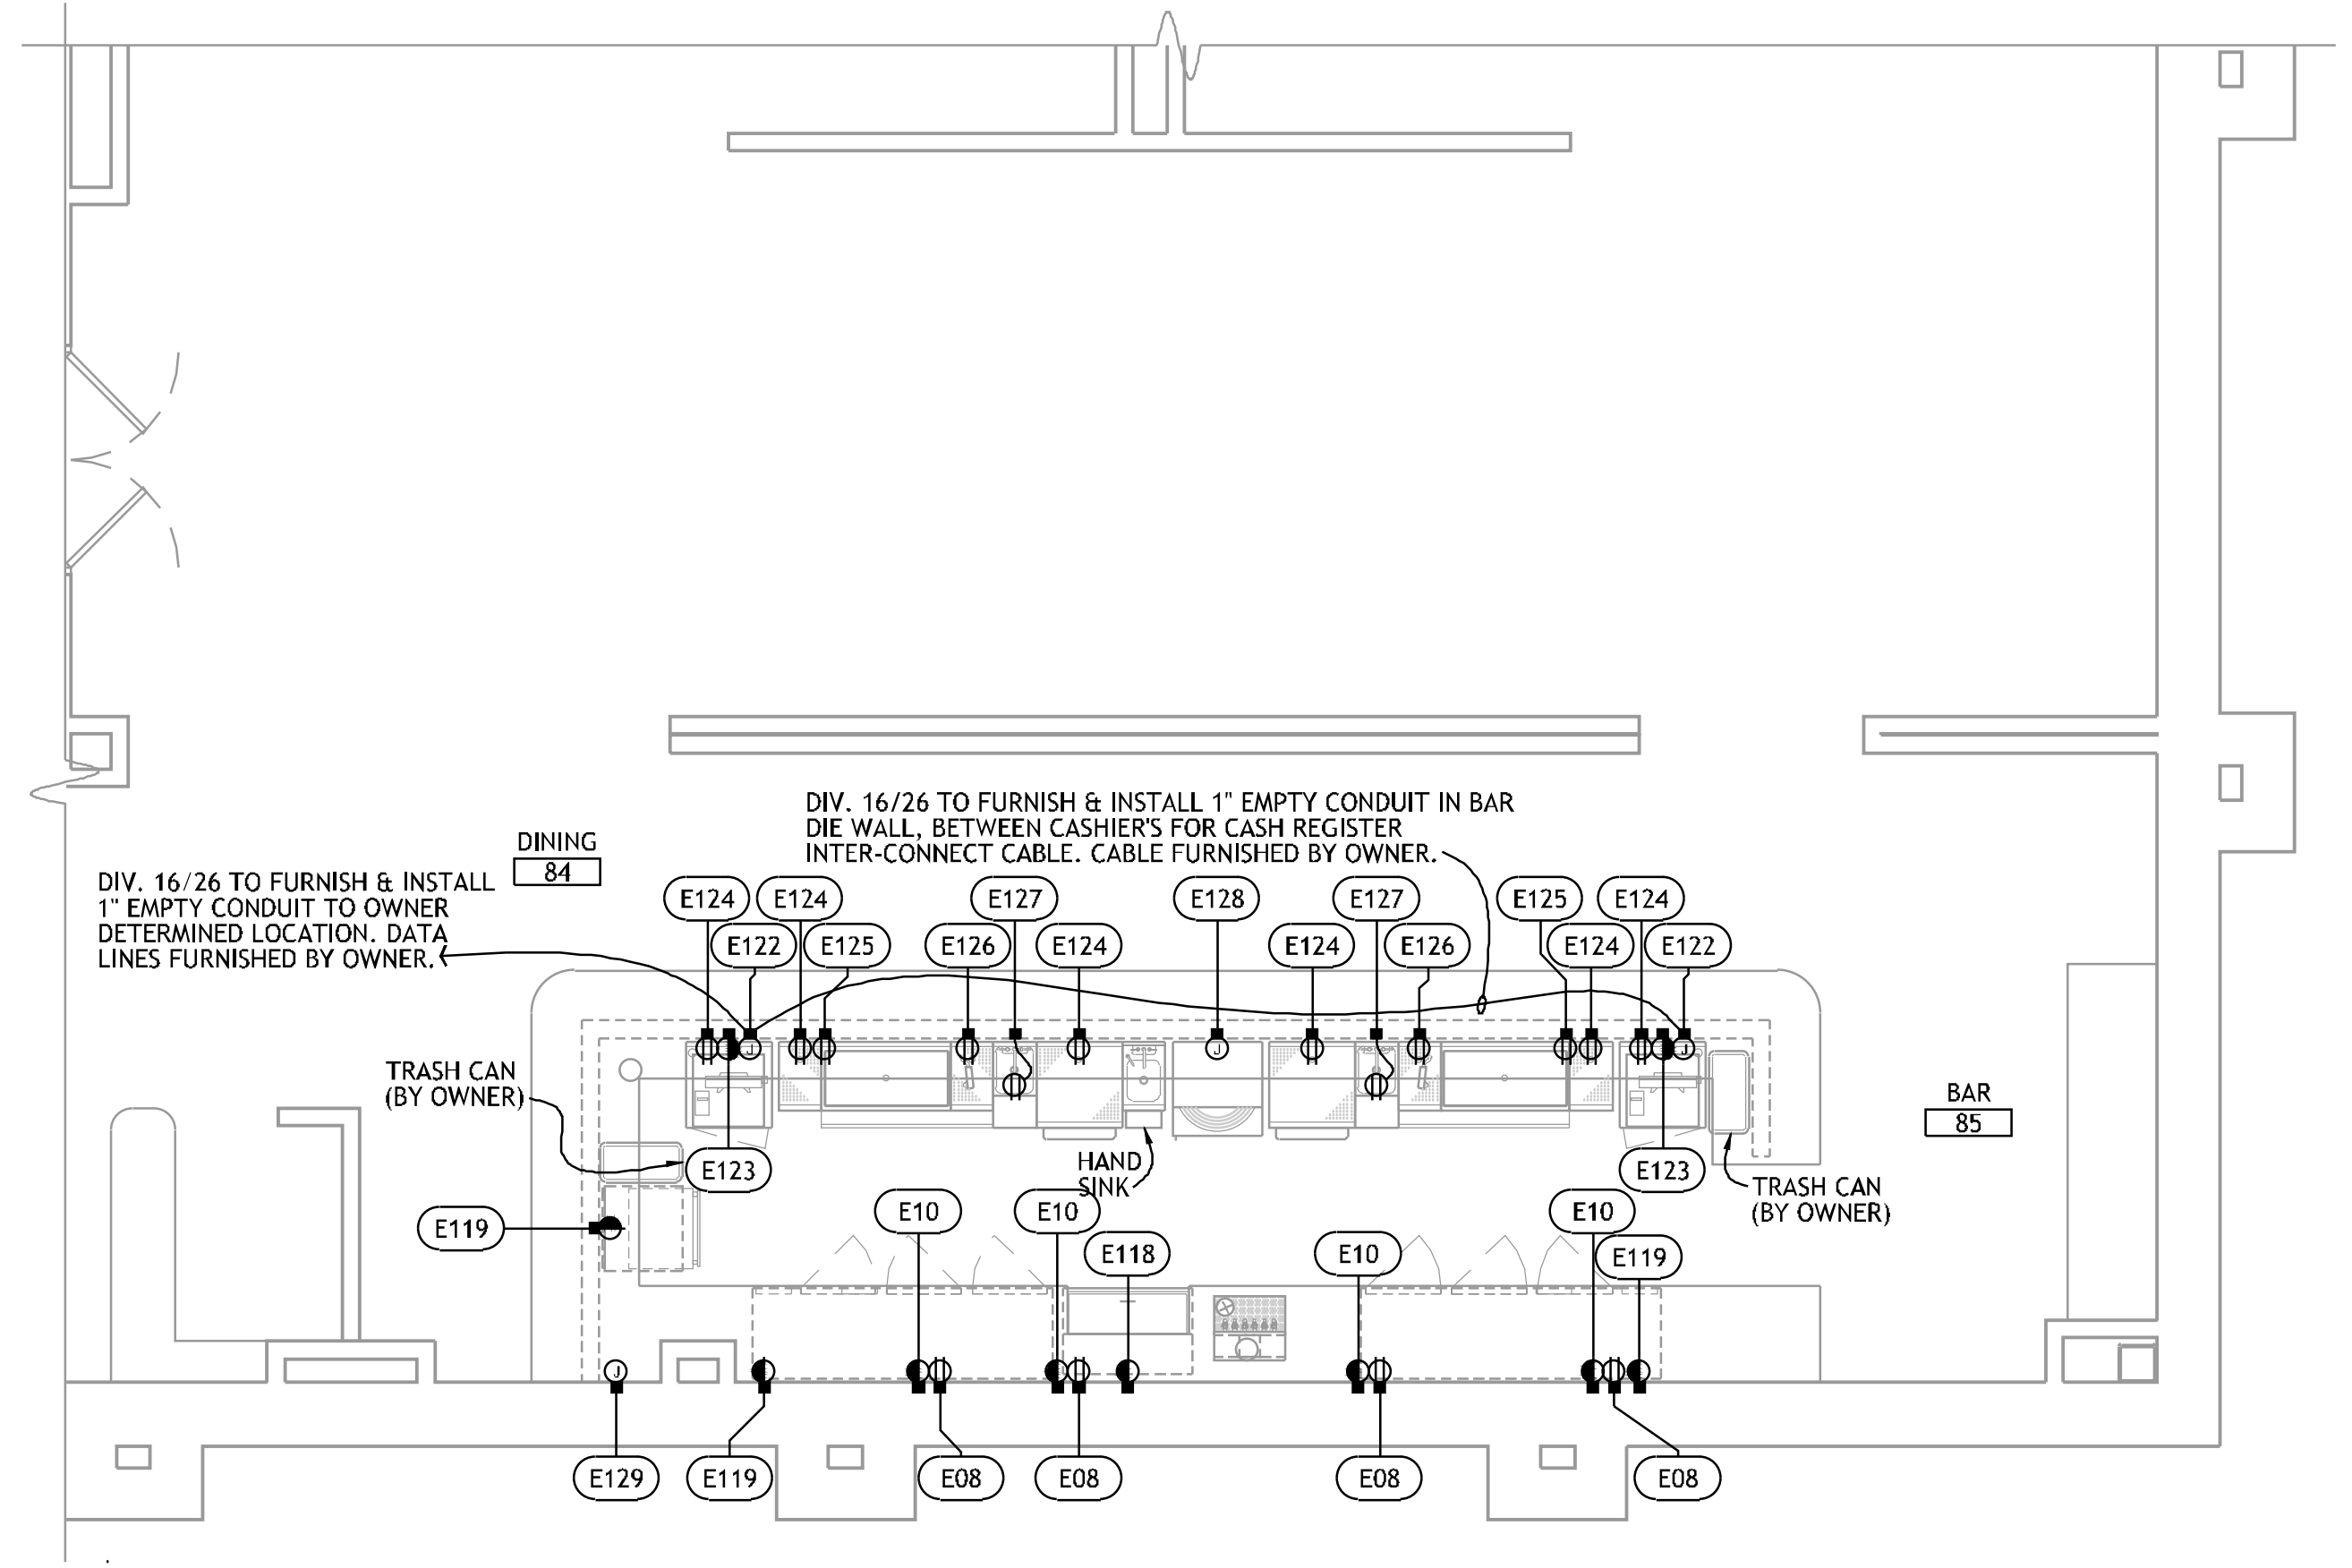 DIV. 16/26 TO FURNISH & INSTALL 1" EMPTY CONDUIT IN BAR
DIE WALL, BETWEEN CASHIER'S FOR CASH REGISTER
INTER-CONNECT CABLE. CABLE FURNISHED BY OWNER.
DINING
84
DIV. 16/26 TO FURNISH & INSTALL
1" EMPTY CONDUIT TO OWNER
DETERMINED LOCATION. DATA
LINES FURNISHED BY OWNER.
E124
E124
E127
E128
E127
E125
E124
E122
E125
E126
E124
E124
E126
E124
E122
J
J
J
TRASH CAN
(BY OWNER)
BAR
85
E123
HAND
SINK
E123
TRASH CAN
(BY OWNER)
E119
E10
E10
E118
E10
E10
E119
J
E129
E119
E08
E08
E08
E08